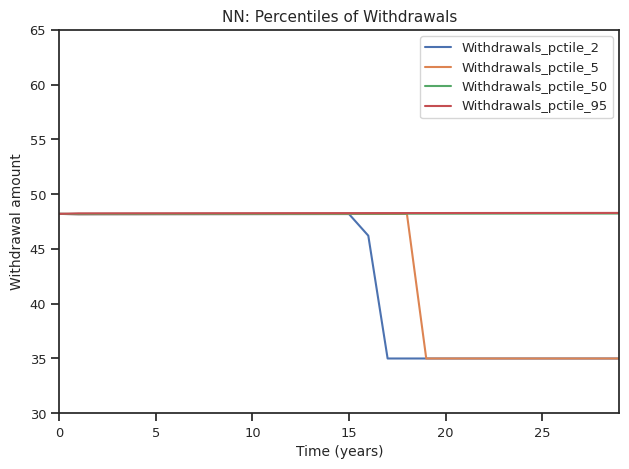 NN: Percentiles of Withdrawals
Withdrawal amount
65
60
55
50
45
40
35
30
Withdrawals_pctile_2
Withdrawals_pctile_5
Withdrawals_pctile_50
Withdrawals_pctile_95
0 5 10 15 20 25
Time (years)